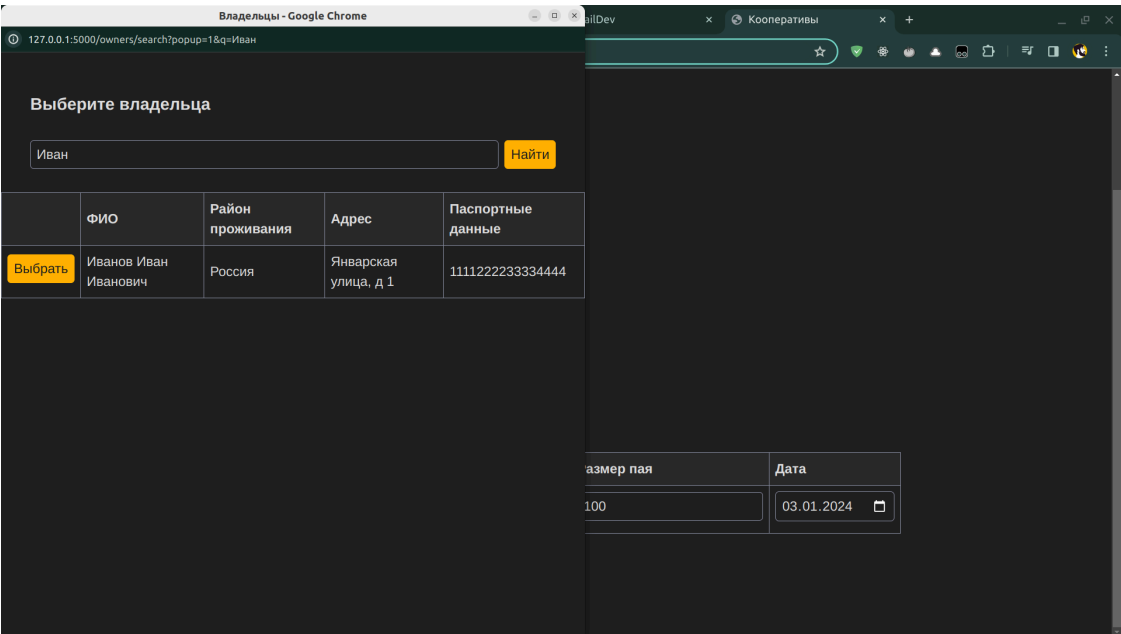 Владельцы - Google Chrome
127.0.0.1:5000/owners/search?popup=1&q=Иван
Выберите владельца
Иван
Найти
ФИО
Район проживания
Адрес
Паспортные данные
Выбрать
Иванов Иван Иванович
Россия
Январская улица, д 1
1111222233334444
ailDev
Кооперативы
азмер пая
Дата
100
03.01.2024